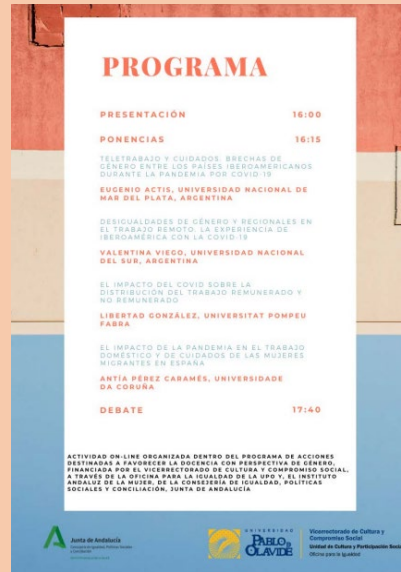 PROGRAMA
PRESENTACIÓN 16:00
PONENCIAS 16:15
TELETRABAJO Y CUIDADOS. BRECHAS DE
GÉNERO ENTRE LOS PAÍSES IBEROAMERICANOS
DURANTE LA PANDEMIA POR COVID-19
EUGENIO ACTIS, UNIVERSIDAD NACIONAL DE
MAR DEL PLATA, ARGENTINA
DESIGUALDADES DE GÉNERO Y REGIONALES EN
EL TRABAJO REMOTO. LA EXPERIENCIA DE
IBEROAMÉRICA CON LA COVID-19
VALENTINA VIEGO, UNIVERSIDAD NACIONAL
DEL SUR, ARGENTINA
EL IMPACTO DEL COVID SOBRE LA
DISTRIBUCIÓN DEL TRABAJO REMUNERADO Y
NO REMUNERADO
LIBERTAD GONZÁLEZ, UNIVERSITAT POMPEU
FABRA
EL IMPACTO DE LA PANDEMIA EN EL TRABAJO
DOMÉSTICO Y DE CUIDADOS DE LAS MUJERES
MIGRANTES EN ESPAÑA
ANTÍA PÉREZ CARAMÉS, UNIVERSIDADE
DA CORUÑA
DEBATE 17:40
ACTIVIDAD ON-LINE ORGANIZADA DENTRO DEL PROGRAMA DE ACCIONES
DESTINADAS A FAVORECER LA DOCENCIA CON PERSPECTIVA DE GÉNERO,
FINANCIADA POR EL VICERRECTORADO DE CULTURA Y COMPROMISO SOCIAL,
A TRAVÉS DE LA OFICINA PARA LA IGUALDAD DE LA UPO Y, EL INSTITUTO
ANDALUZ DE LA MUJER, DE LA CONSEJERÍA DE IGUALDAD, POLÍTICAS
SOCIALES Y CONCILIACIÓN, JUNTA DE ANDALUCÍA
Junta de Andalucía
UNIVERSIDAD
PABLO DE
OLAVIDE
Vicerrectorado de Cultura y
Compromiso Social
Unidad de Cultura y Participación Social
Oficina para la Igualdad